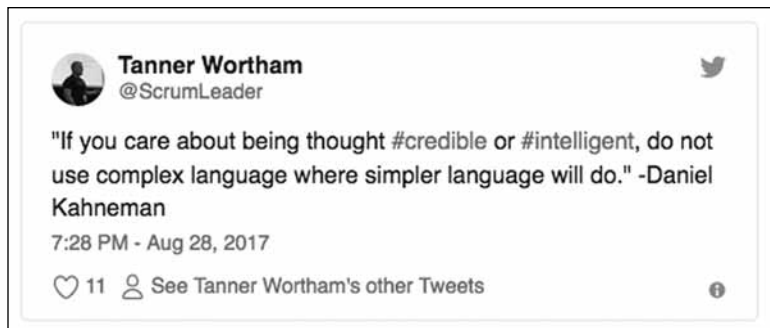 Tanner Wortham
@ScrumLeader
"If you care about being thought #credible or #intelligent, do not
use complex language where simpler language will do." -Daniel
Kahneman
7:28 PM - Aug 28, 2017
11 See Tanner Wortham's other Tweets